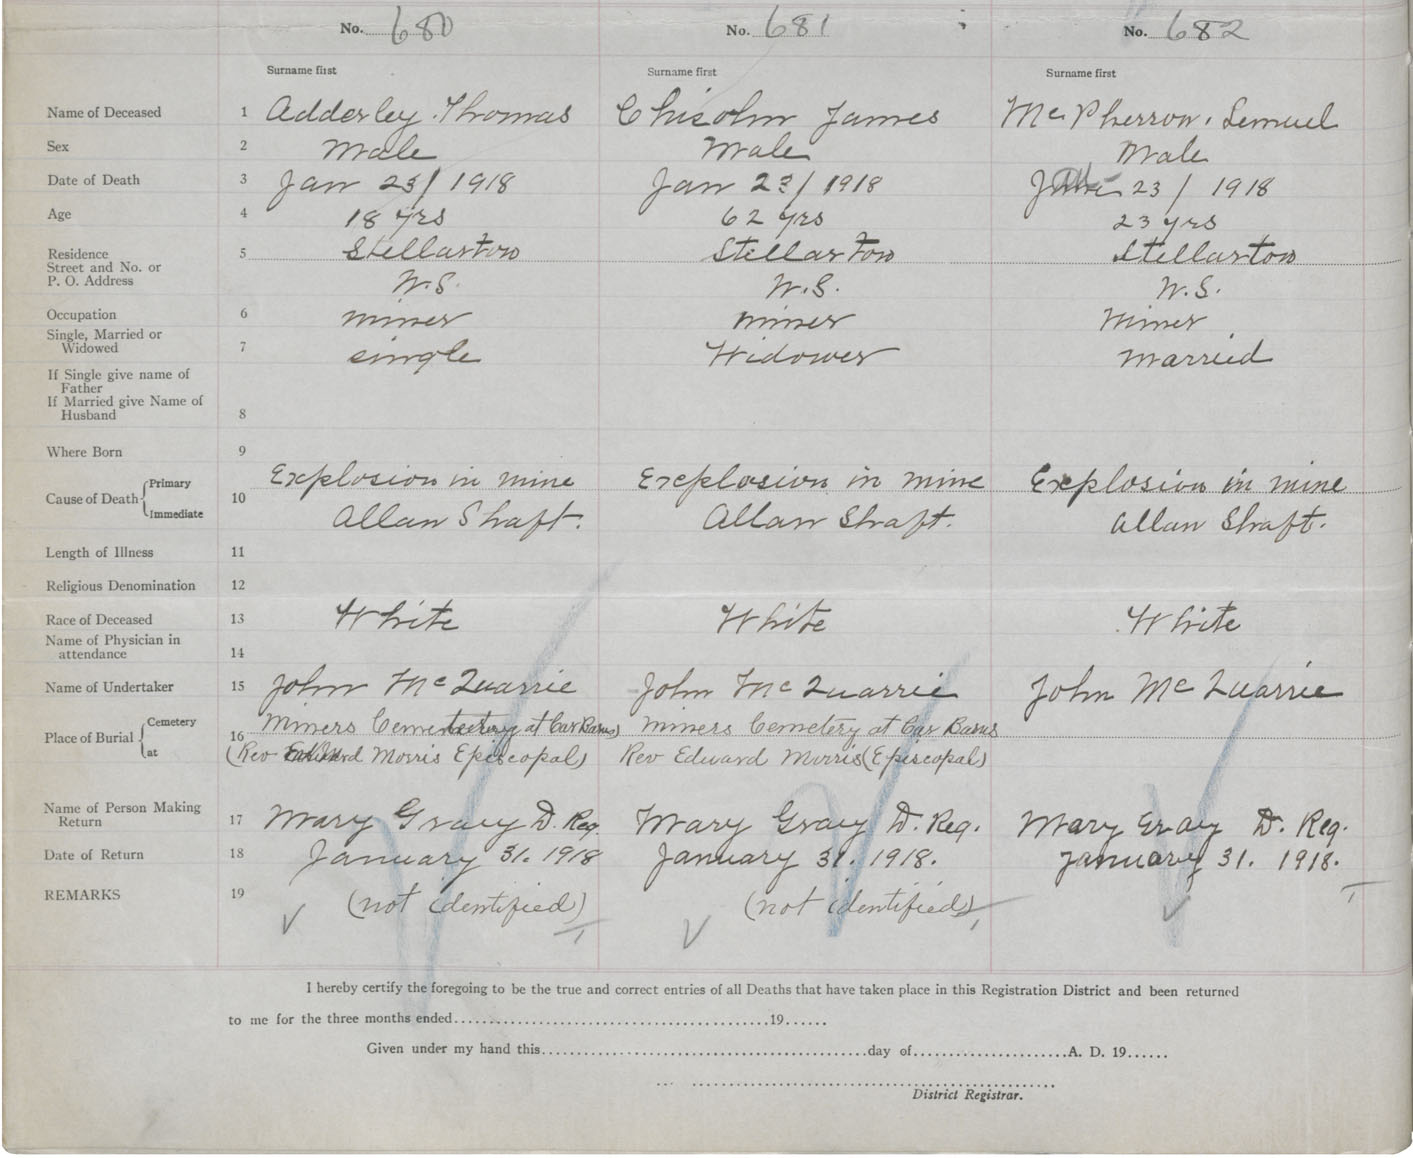 No. 680 No. 681 No. 682
Surname first Surname first Surname first
Name of Deceased 1 Adderley Thomas Chisolm James McPherson, Lemuel
Sex 2 Male Male Male
Date of Death 3 Jan 23/1918 Jan 23/1918 23/1918
Age 4 18 yrs 62 yrs 23 yrs
Residence 5 Stellarton Stellarton Stellarton
Street and No. or
P. O. Address N.S. N.S. N.S.
Occupation 6 miner miner Miner
Single, Married or
Widowed 7 single Widower Married
If Single give name of
Father
If Married give Name of
Husband 8
Where Born 9
Primary Explosion in mine Explosion in mine Explosion in mine
Cause of Death 10
Immediate Allan Shaft. Allan Shaft. Allan Shaft.
Length of Illness 11
Religious Denomination 12
Race of Deceased 13 White White White
Name of Physician in
attendance 14
Name of Undertaker 15 John McQuarrie John McQuarrie John McQuarrie
Cemetery Miners at Car Barns Miners Cemetery at Car Barns
Place of Burial 16
at (Rev Edward Morris Episcopal) Rev Edward Morris (Episcopal)
Name of Person Making
Return 17 Mary Gray D. Reg. Mary Gray D. Reg. Mary Gray D. Reg.
Date of Return 18 January 31. 1918 January 31. 1918. January 31. 1918.
REMARKS 19 (not identified) (not identified)
I hereby certify the foregoing to be the true and correct entries of all Deaths that have taken place in this Registration District and been returned
to me for the three months ended..........19......
Given under my hand this..........day of..........A. D. 19......
District Registrar.